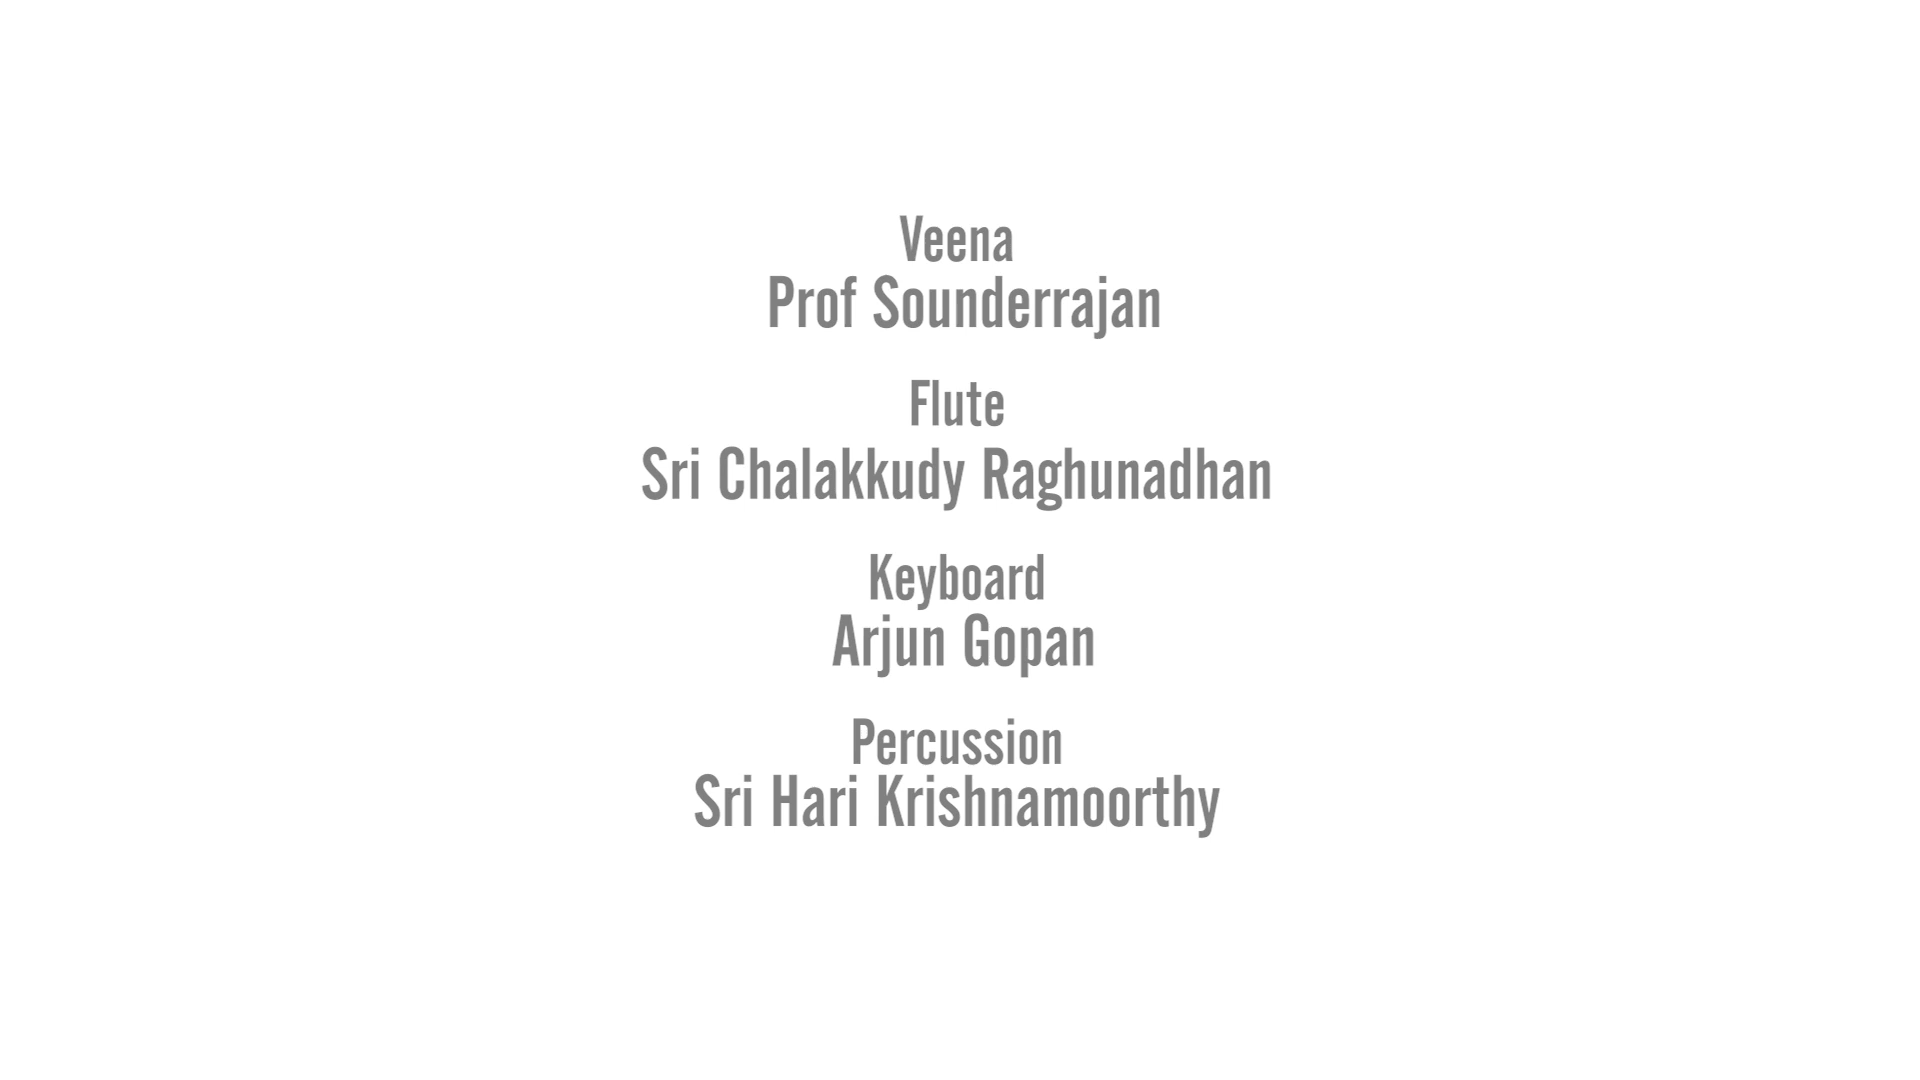 Veena
Prof Sounderrajan
Flute
Sri Chalakkudy Raghunadhan
Keyboard
Arjun Gopan
Percussion
Sri Hari Krishnamoorthy